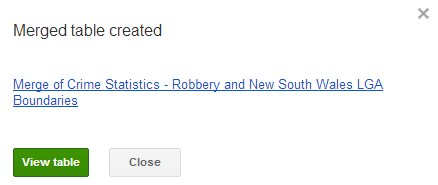 Merged table created
Merge of Crime Statistics - Robbery and New South Wales LGA
Boundaries
View table
Close